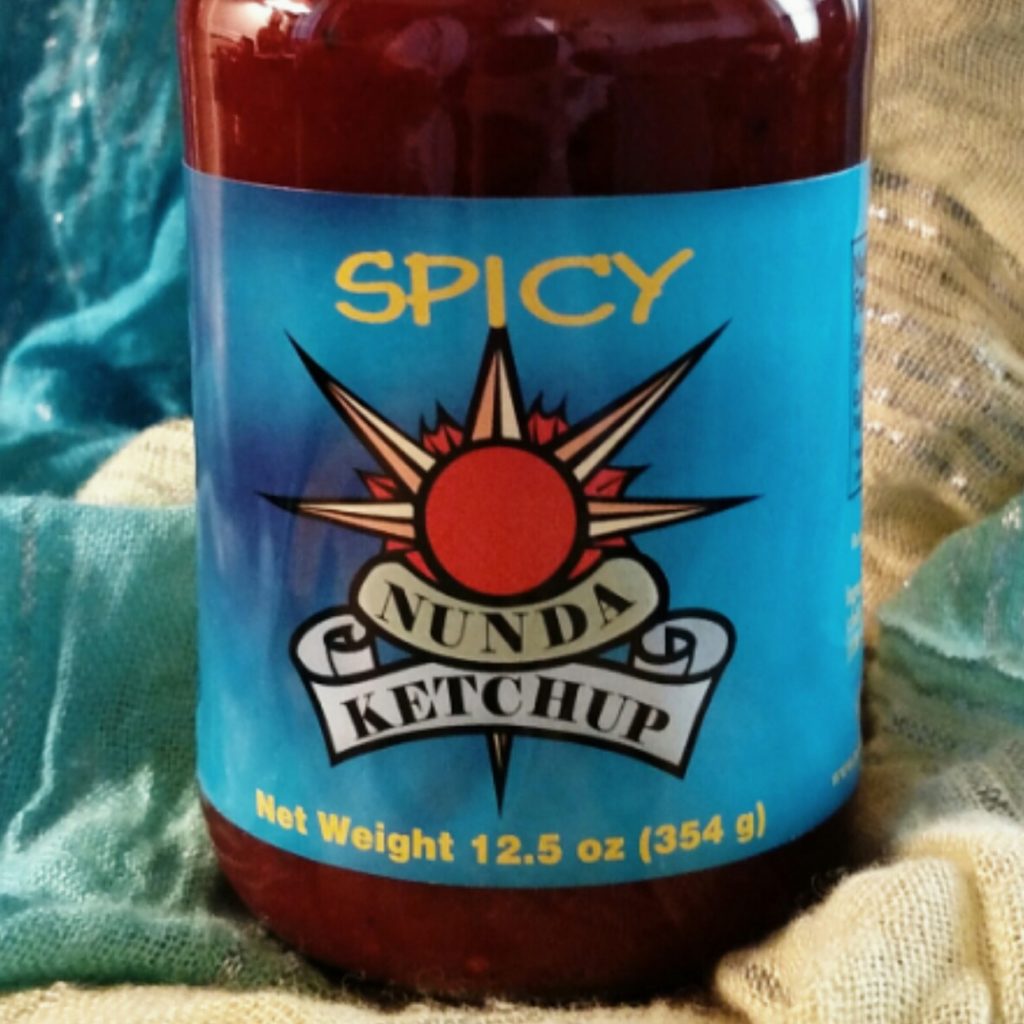 SPICY
NUNDA
KETCHUP
Net Weight 12.5 oz (354 g)